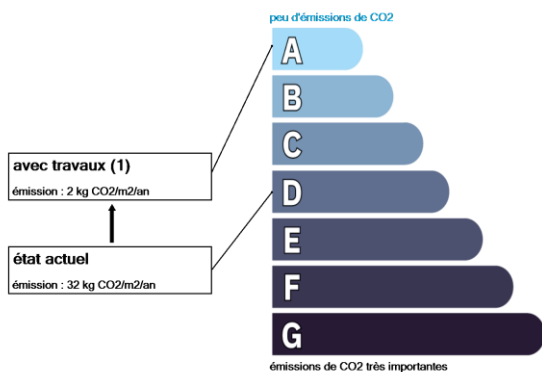 peu d'émissions de CO2
A
B
C
avec travaux (1)
émission : 2 kg CO2/m2/an
D
E
état actuel
émission : 32 kg CO2/m2/an
F
G
émissions de CO2 très importantes